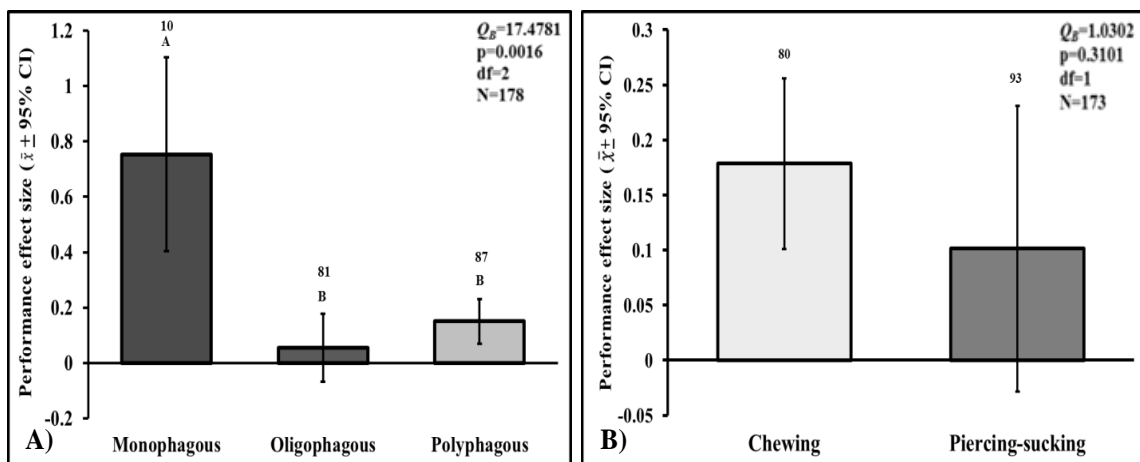 Performance effect size ( x̄ ± 95% CI)
1.2
1
0.8
0.6
0.4
0.2
0
-0.2
10
A
81
B
87
B
Q_B=17.4781
p=0.0016
df=2
N=178
A)
Monophagous Oligophagous Polyphagous
Performance effect size ( x̄ ± 95% CI)
0.3
0.25
0.2
0.15
0.1
0.05
0
-0.05
80
93
Q_B=1.0302
p=0.3101
df=1
N=173
B)
Chewing Piercing-sucking